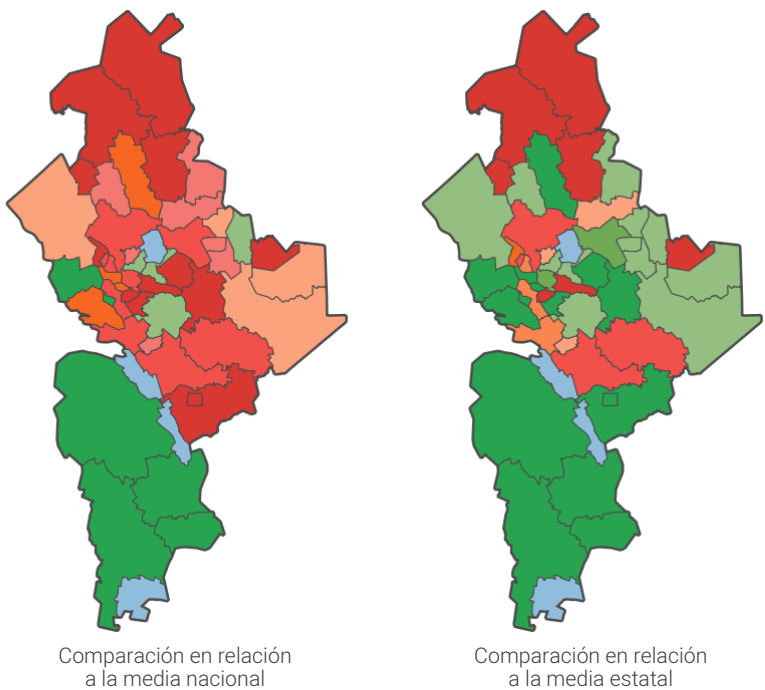 Comparación en relación
a la media nacional
Comparación en relación
a la media estatal